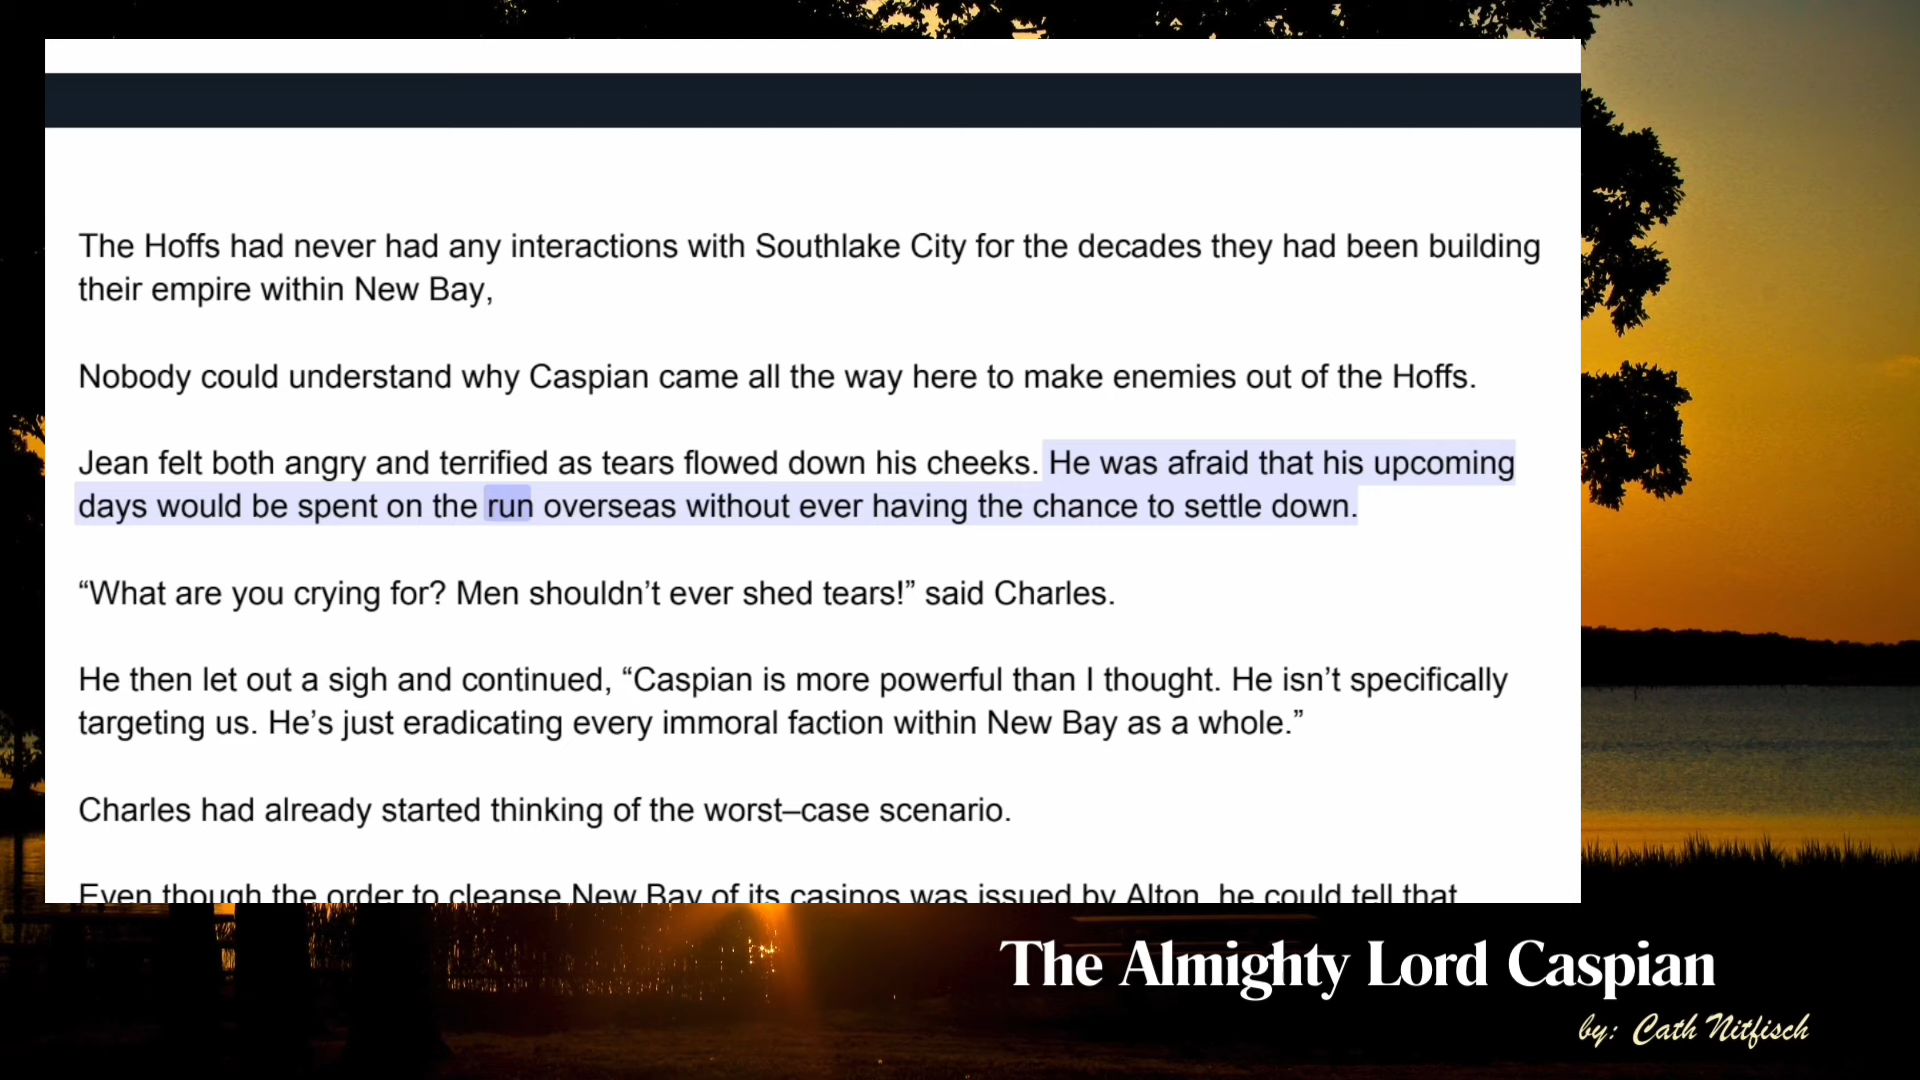 The Hoffs had never had any interactions with Southlake City for the decades they had been building
their empire within New Bay,
Nobody could understand why Caspian came all the way here to make enemies out of the Hoffs.
Jean felt both angry and terrified as tears flowed down his cheeks. He was afraid that his upcoming
days would be spent on the run overseas without ever having the chance to settle down.
“What are you crying for? Men shouldn’t ever shed tears!” said Charles.
He then let out a sigh and continued, “Caspian is more powerful than I thought. He isn’t specifically
targeting us. He’s just eradicating every immoral faction within New Bay as a whole.”
Charles had already started thinking of the worst–case scenario.
Even though the order to cleanse New Bay of its casinos was issued by Alton, he could tell that
The Almighty Lord Caspian
by: Cath Nitfisch